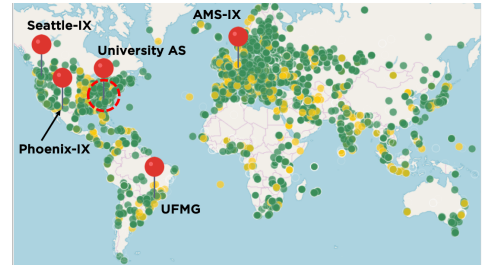 AMS-IX
Seattle-IX
University AS
Phoenix-IX
UFMG